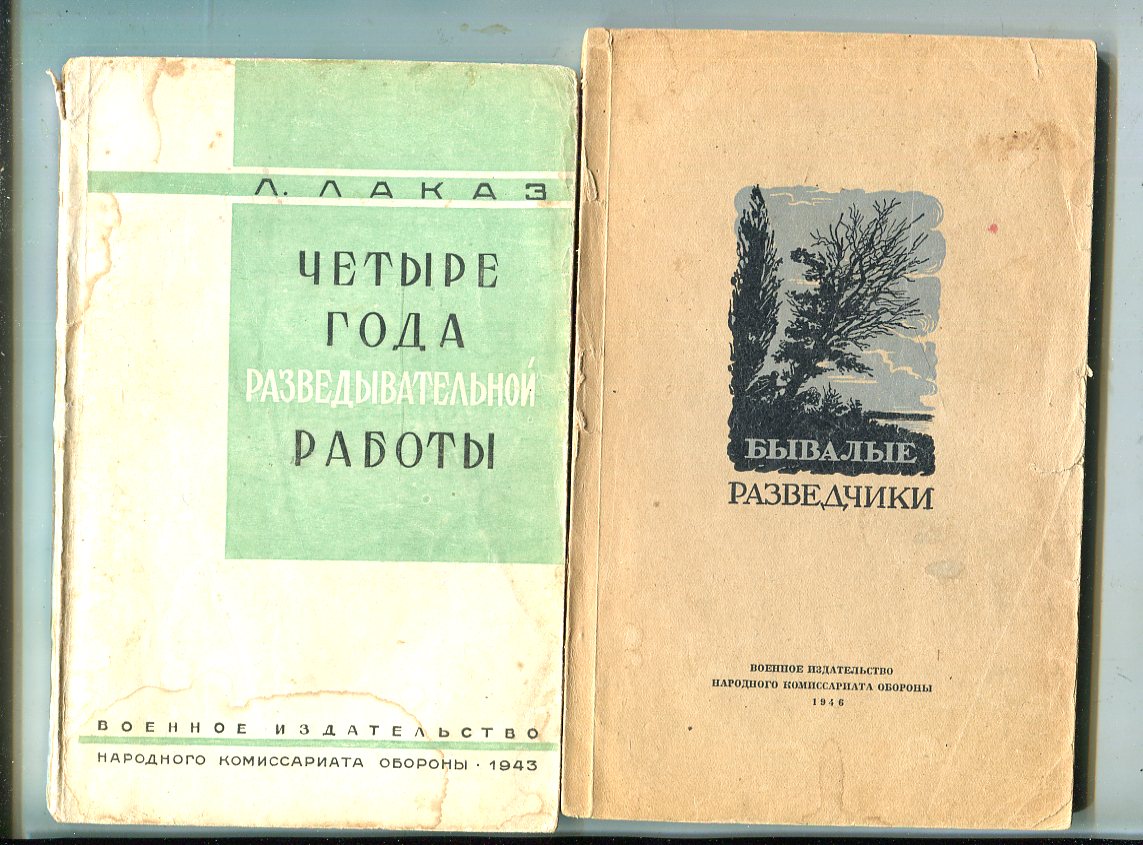 Л. ЛАКАЗ
ЧЕТЫРЕ
ГОДА
РАЗВЕДЫВАТЕЛЬНОЙ
РАБОТЫ
ВОЕННОЕ ИЗДАТЕЛЬСТВО
НАРОДНОГО КОМИССАРИАТА ОБОРОНЫ · 1943
БЫВАЛЫЕ
РАЗВЕДЧИКИ
ВОЕННОЕ ИЗДАТЕЛЬСТВО
НАРОДНОГО КОМИССАРИАТА ОБОРОНЫ
1946